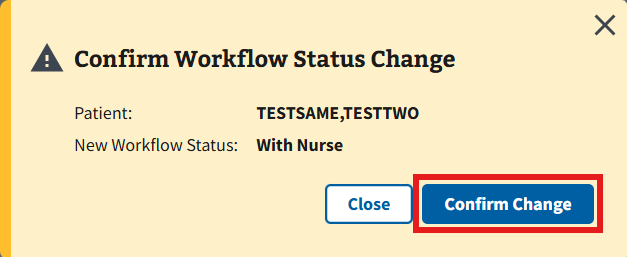 Confirm Workflow Status Change
Patient: TESTSAME,TESTTWO
New Workflow Status: With Nurse
Close Confirm Change